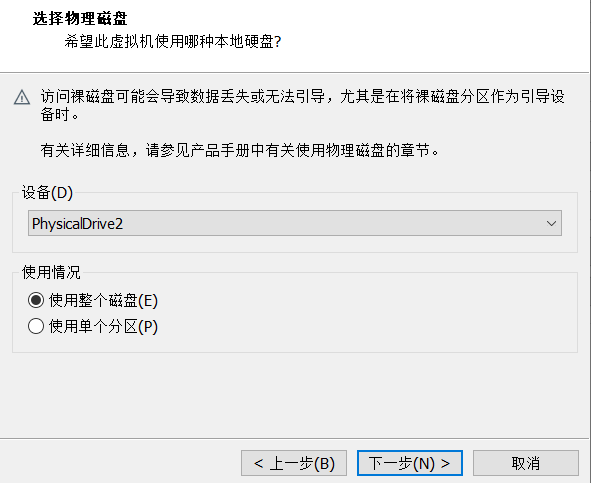 选择物理磁盘
希望此虚拟机使用哪种本地硬盘?
访问裸磁盘可能会导致数据丢失或无法引导，尤其是在将裸磁盘分区作为引导设
备时。
有关详细信息，请参见产品手册中有关使用物理磁盘的章节。
设备(D)
PhysicalDrive2
使用情况
使用整个磁盘(E)
使用单个分区(P)
< 上一步(B) 下一步(N) > 取消